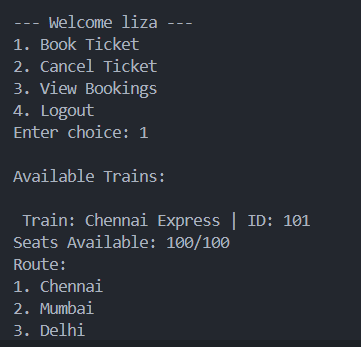 --- Welcome liza ---
1. Book Ticket
2. Cancel Ticket
3. View Bookings
4. Logout
Enter choice: 1
Available Trains:
Train: Chennai Express | ID: 101
Seats Available: 100/100
Route:
1. Chennai
2. Mumbai
3. Delhi